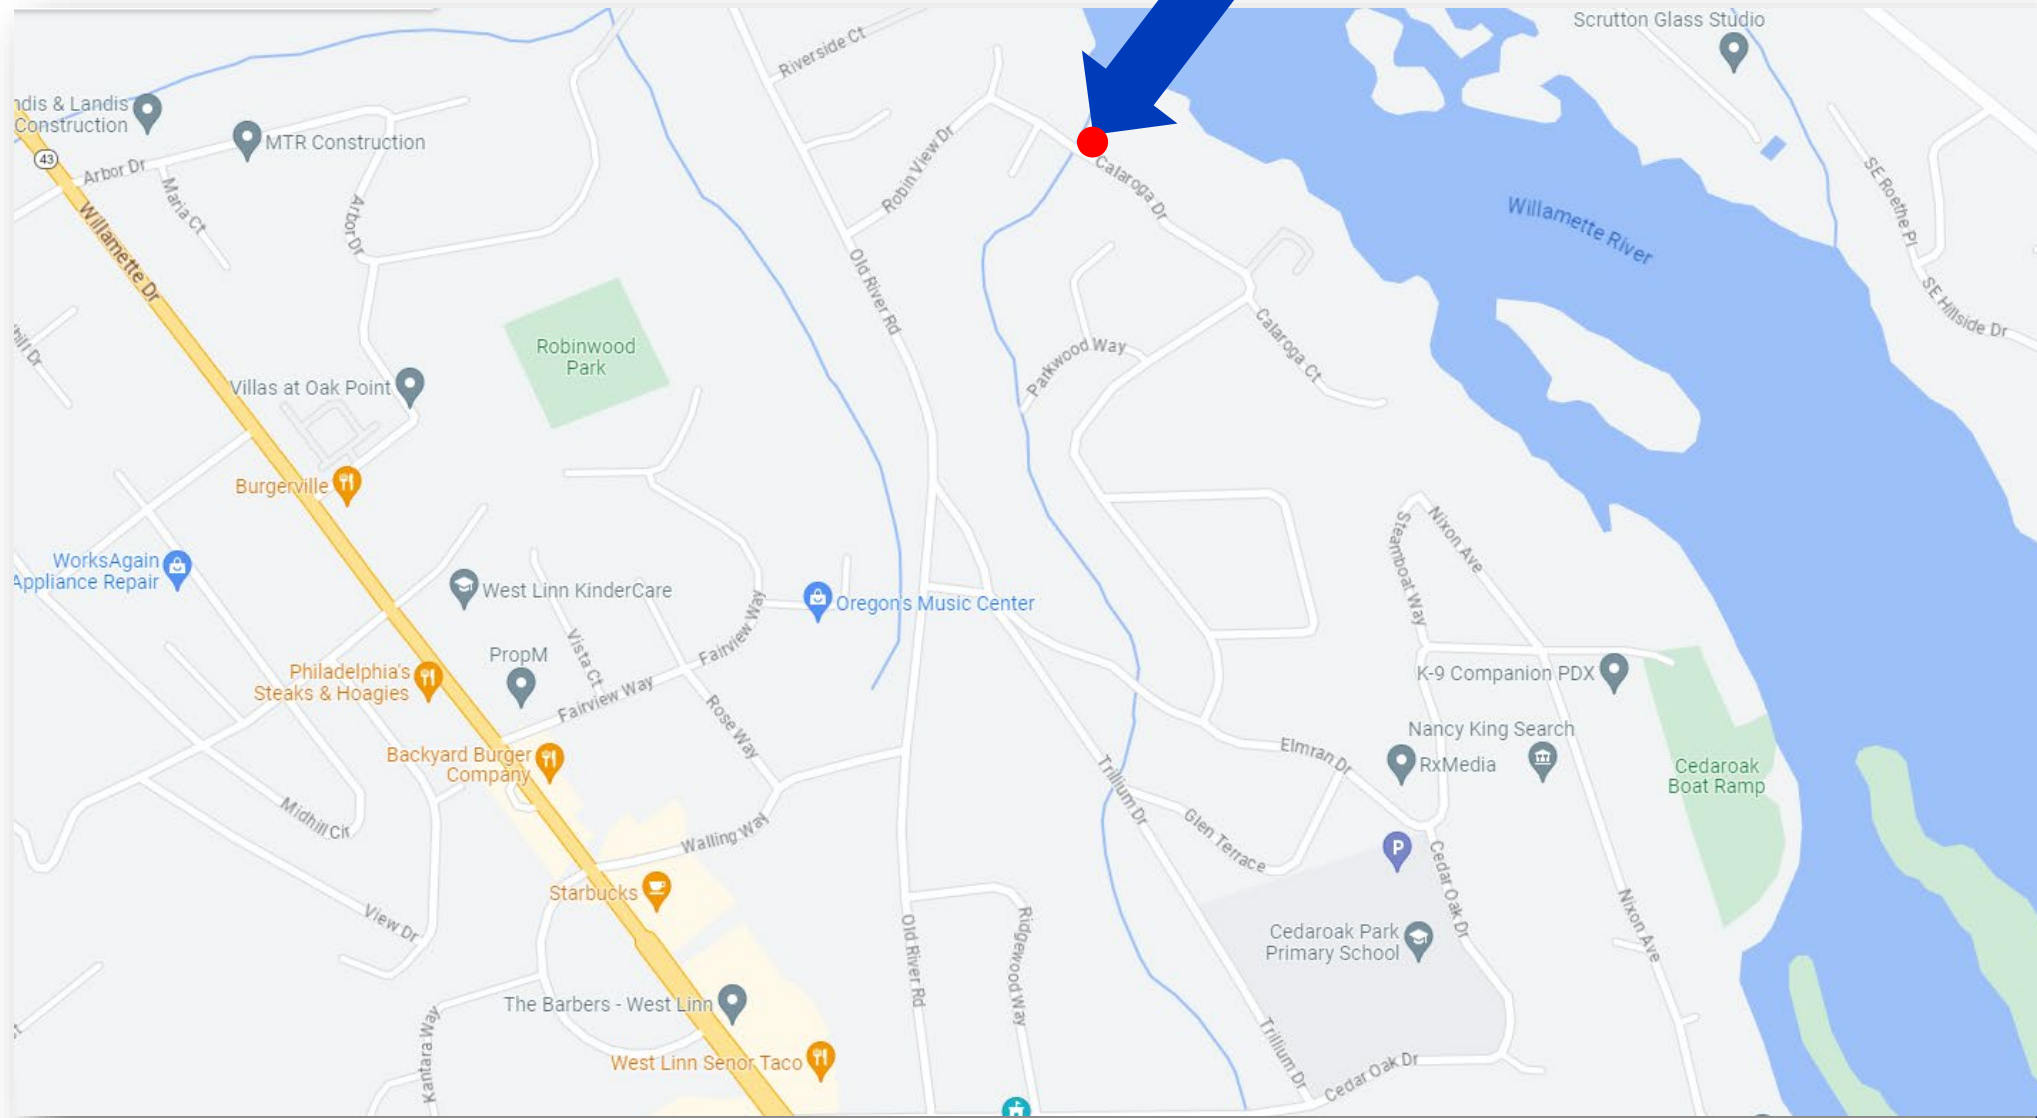 Scrutton Glass Studio
Riverside Ct
ndis & Landis
Construction
MTR Construction
43
Arbor Dr
Maria Ct
Robin View Dr
Calaroga Dr
Arbor Dr
Willamette Dr
Willamette River
SE Roethe Pl
SE Hillside Dr
Old River Rd
Robinwood
Park
Parkwood Way
Calaroga Ct
Villas at Oak Point
Burgerville
WorksAgain
Appliance Repair
West Linn KinderCare
Oregon's Music Center
Steamboat Way
Nixon Ave
Vista Ct
Fairview Way
PropM
Philadelphia's
Steaks & Hoagies
Fairview Way
Rose Way
K-9 Companion PDX
Nancy King Search
RxMedia
Elmran Dr
Backyard Burger
Company
Trillium Dr
Cedaroak
Boat Ramp
Midhill Cir
Walling Way
Glen Terrace
P
Cedar Oak Dr
Starbucks
View Dr
Old River Rd
Ridgewood Way
Cedaroak Park
Primary School
Nixon Ave
The Barbers - West Linn
Kantara Way
West Linn Senor Taco
Trillium Dr
Cedar Oak Dr